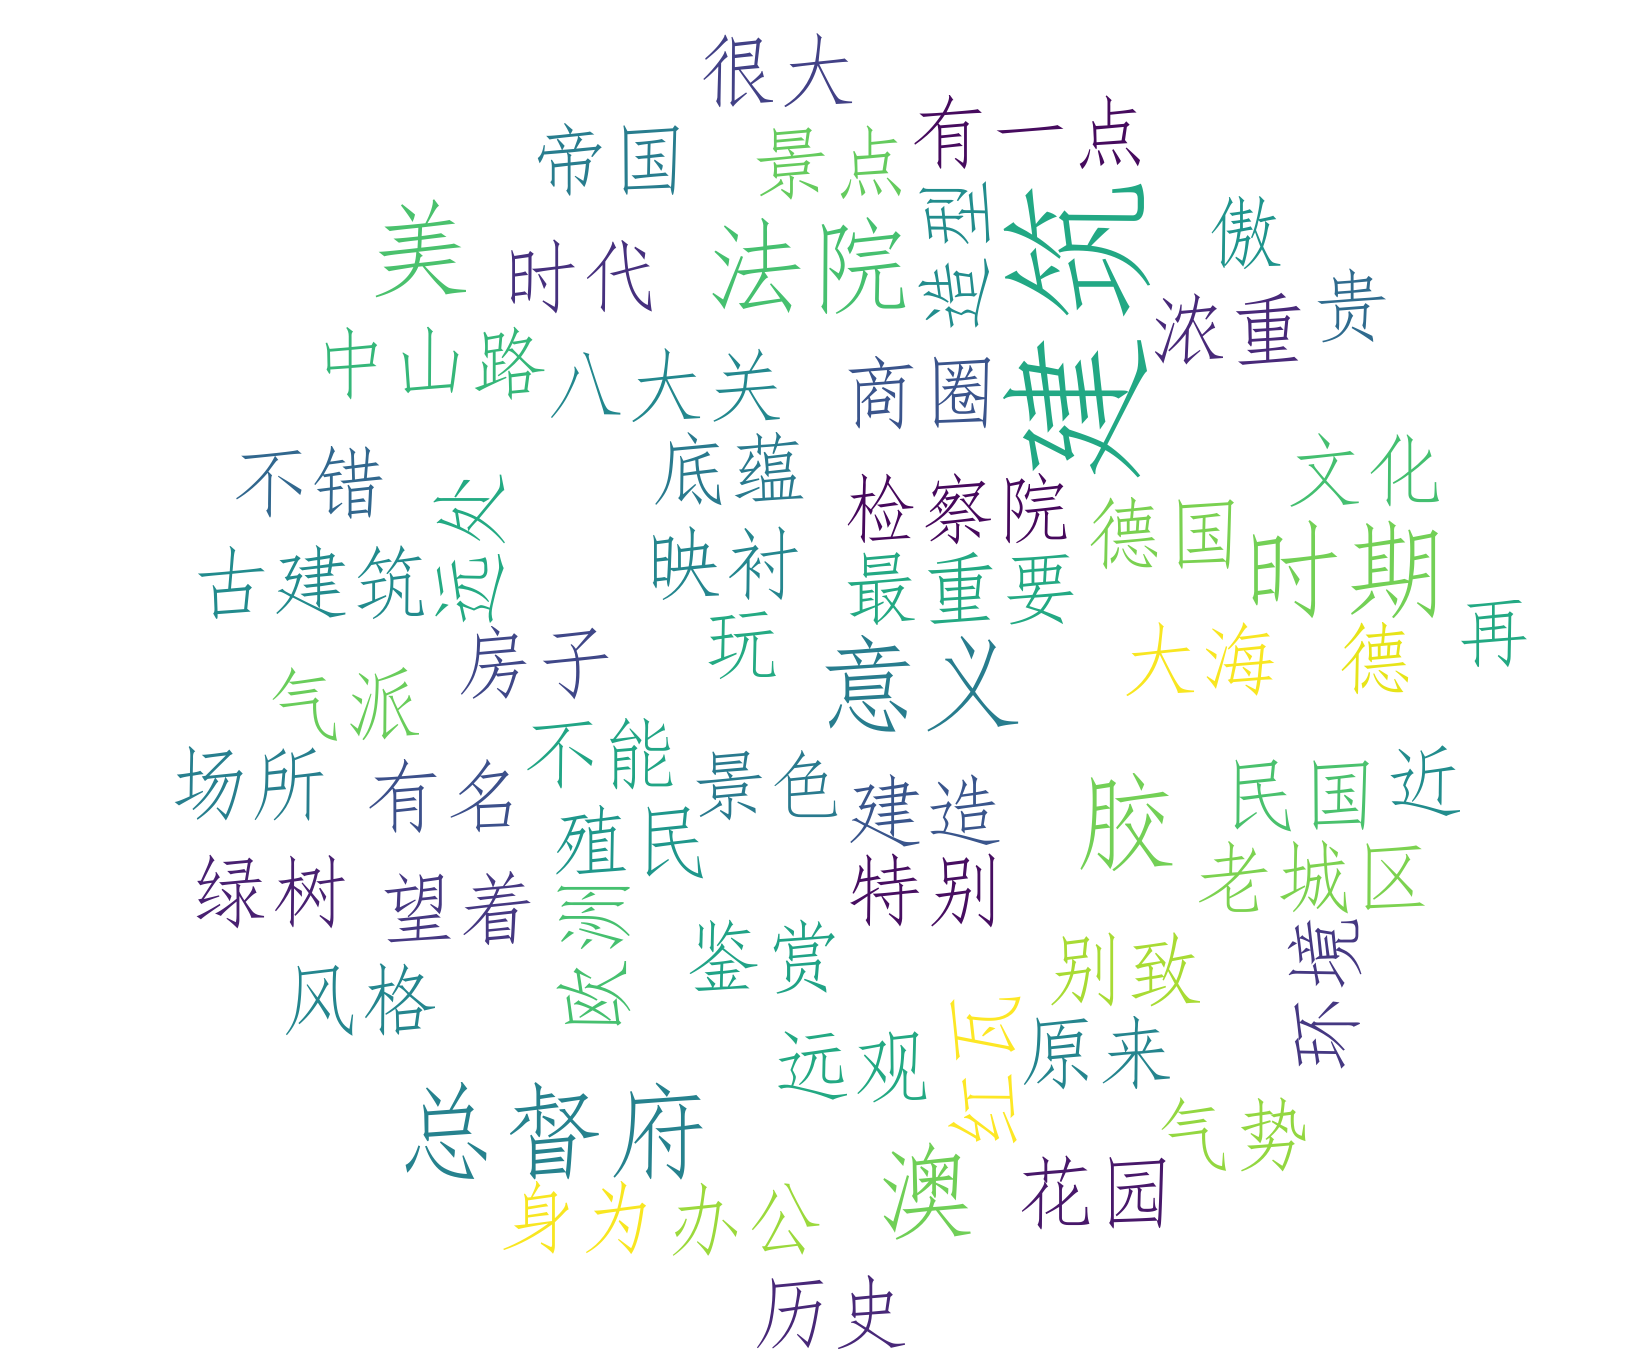 很大
有一点
帝国
景点
造型
建筑
傲
美
时代
法院
浓重
贵
中山路
八大关
商圈
不错
远处
底蕴
检察院
文化
德国
时期
古建筑
映衬
最重要
再
房子
玩
意义
大海
德
气派
不能
场所
有名
景色
建造
胶
民国
近
殖民
绿树
望着
欧洲
特别
老城区
鉴赏
别致
环境
风格
远观
红瓦
原来
总督府
气势
身为
办公
澳
花园
历史